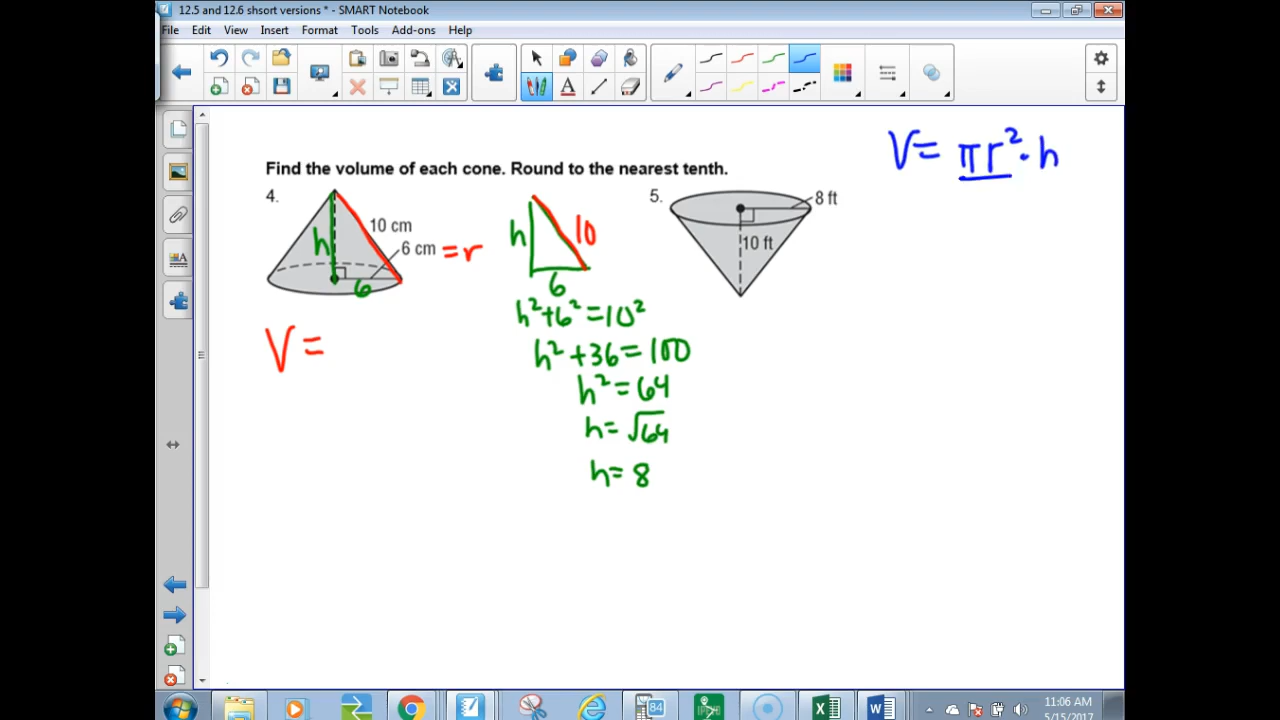 12.5 and 12.6 shsort versions * - SMART Notebook
File Edit View Insert Format Tools Add-ons Help
V = πr² · h
Find the volume of each cone. Round to the nearest tenth.
4.
10 cm
6 cm = r
h
6
h
10
6
5.
8 ft
10 ft
h² + 6² = 10²
V =
h² + 36 = 100
h² = 64
h = √64
h = 8
84
11:06 AM
5/15/2017